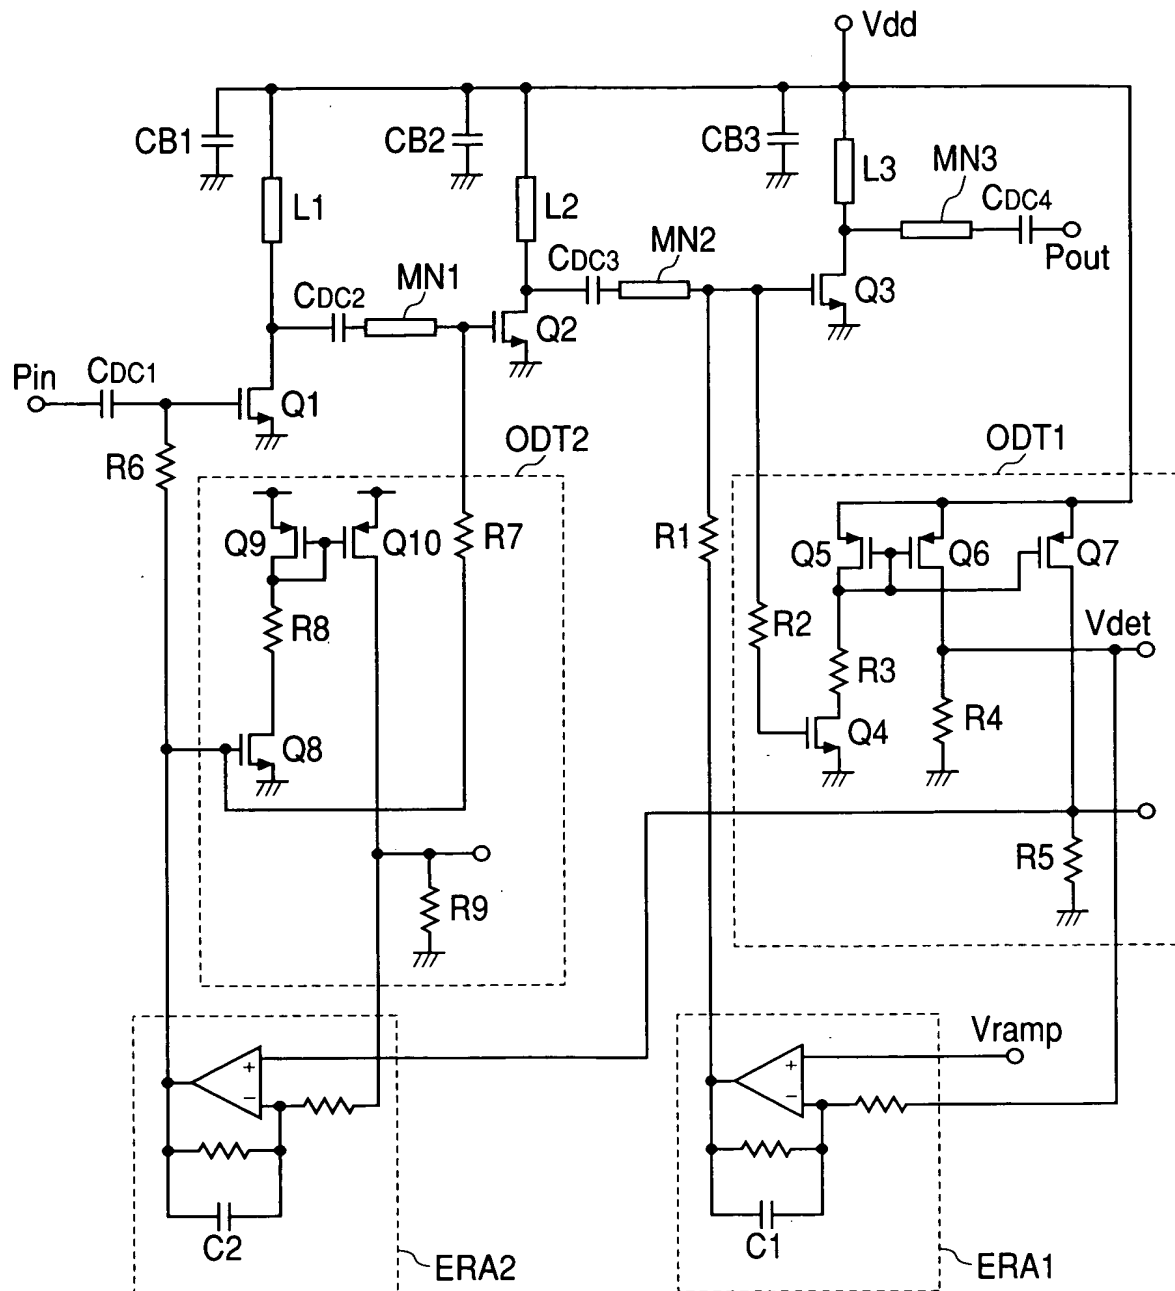 Vdd
CB1
CB2
CB3
L1
L2
L3
MN3
CDC4
Pout
MN2
CDC3
MN1
CDC2
Q2
Q3
Pin
CDC1
Q1
ODT2
ODT1
R6
Q9
Q10
R7
R1
Q5
Q6
Q7
R8
R2
Vdet
R3
R4
Q8
Q4
R5
R9
Vramp
+
−
+
−
C2
C1
ERA2
ERA1